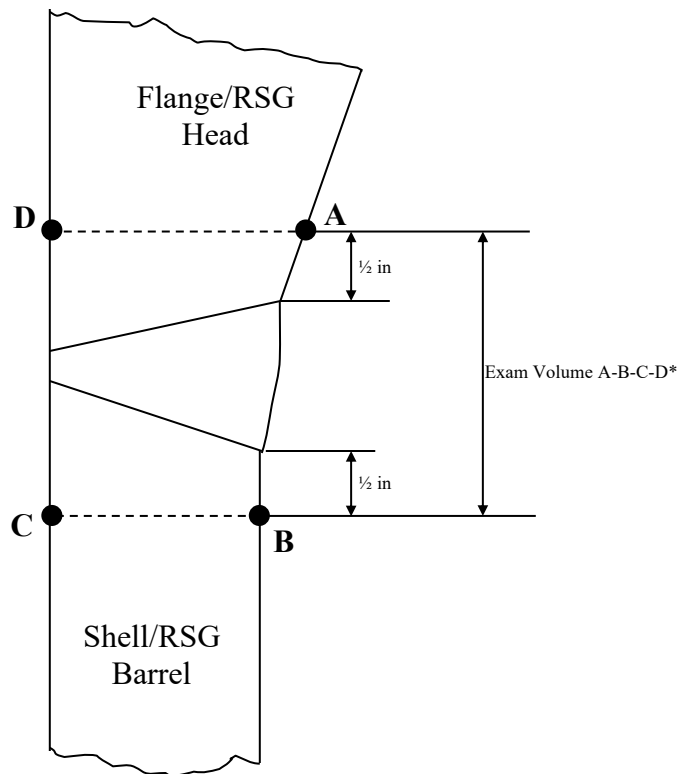 Flange/RSG
Head
D
A
½ in
Exam Volume A-B-C-D*
½ in
C
B
Shell/RSG
Barrel